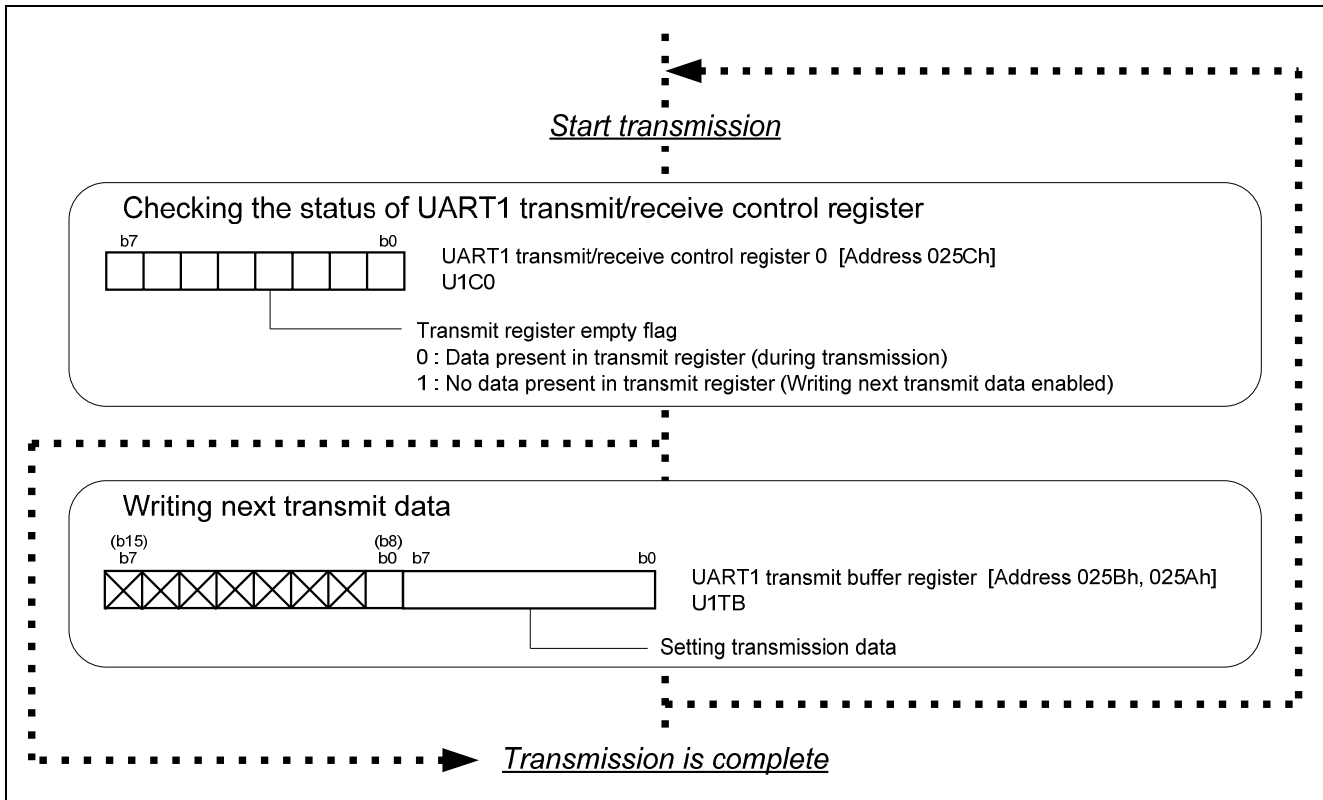 Start transmission
Checking the status of UART1 transmit/receive control register
b7 b0
UART1 transmit/receive control register 0 [Address 025Ch]
U1C0
Transmit register empty flag
0 : Data present in transmit register (during transmission)
1 : No data present in transmit register (Writing next transmit data enabled)
Writing next transmit data
(b15) (b8)
b7 b0 b7 b0
UART1 transmit buffer register [Address 025Bh, 025Ah]
U1TB
Setting transmission data
Transmission is complete